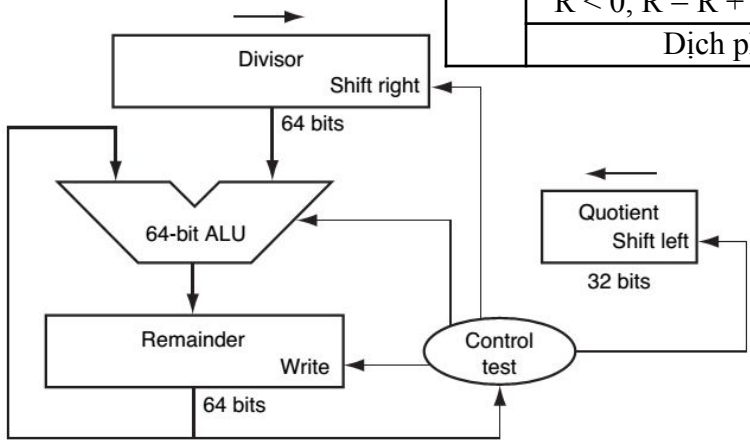 R < 0, R = R +
Dịch p
Divisor
Shift right
64 bits
64-bit ALU
Quotient
Shift left
32 bits
Remainder
Write
Control
test
64 bits